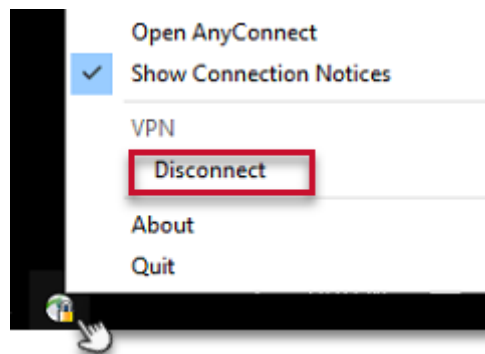 Open AnyConnect
Show Connection Notices
VPN
Disconnect
About
Quit